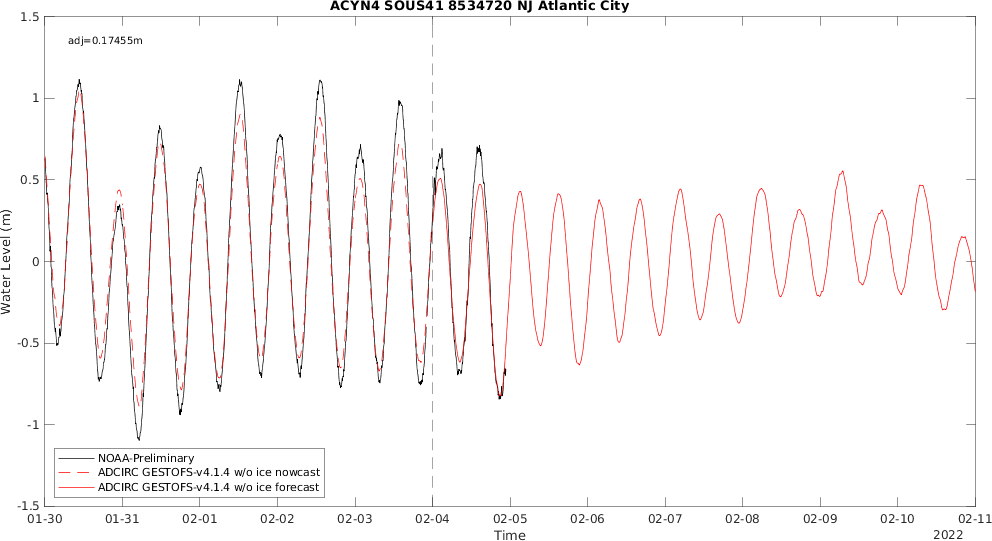 ACYN4 SOUS41 8534720 NJ Atlantic City
adj=0.17455m
1.5
1
0.5
0
-0.5
-1
-1.5
Water Level (m)
NOAA-Preliminary
ADCIRC GESTOFS-v4.1.4 w/o ice nowcast
ADCIRC GESTOFS-v4.1.4 w/o ice forecast
01-30 01-31 02-01 02-02 02-03 02-04 02-05 02-06 02-07 02-08 02-09 02-10 02-11
Time
2022